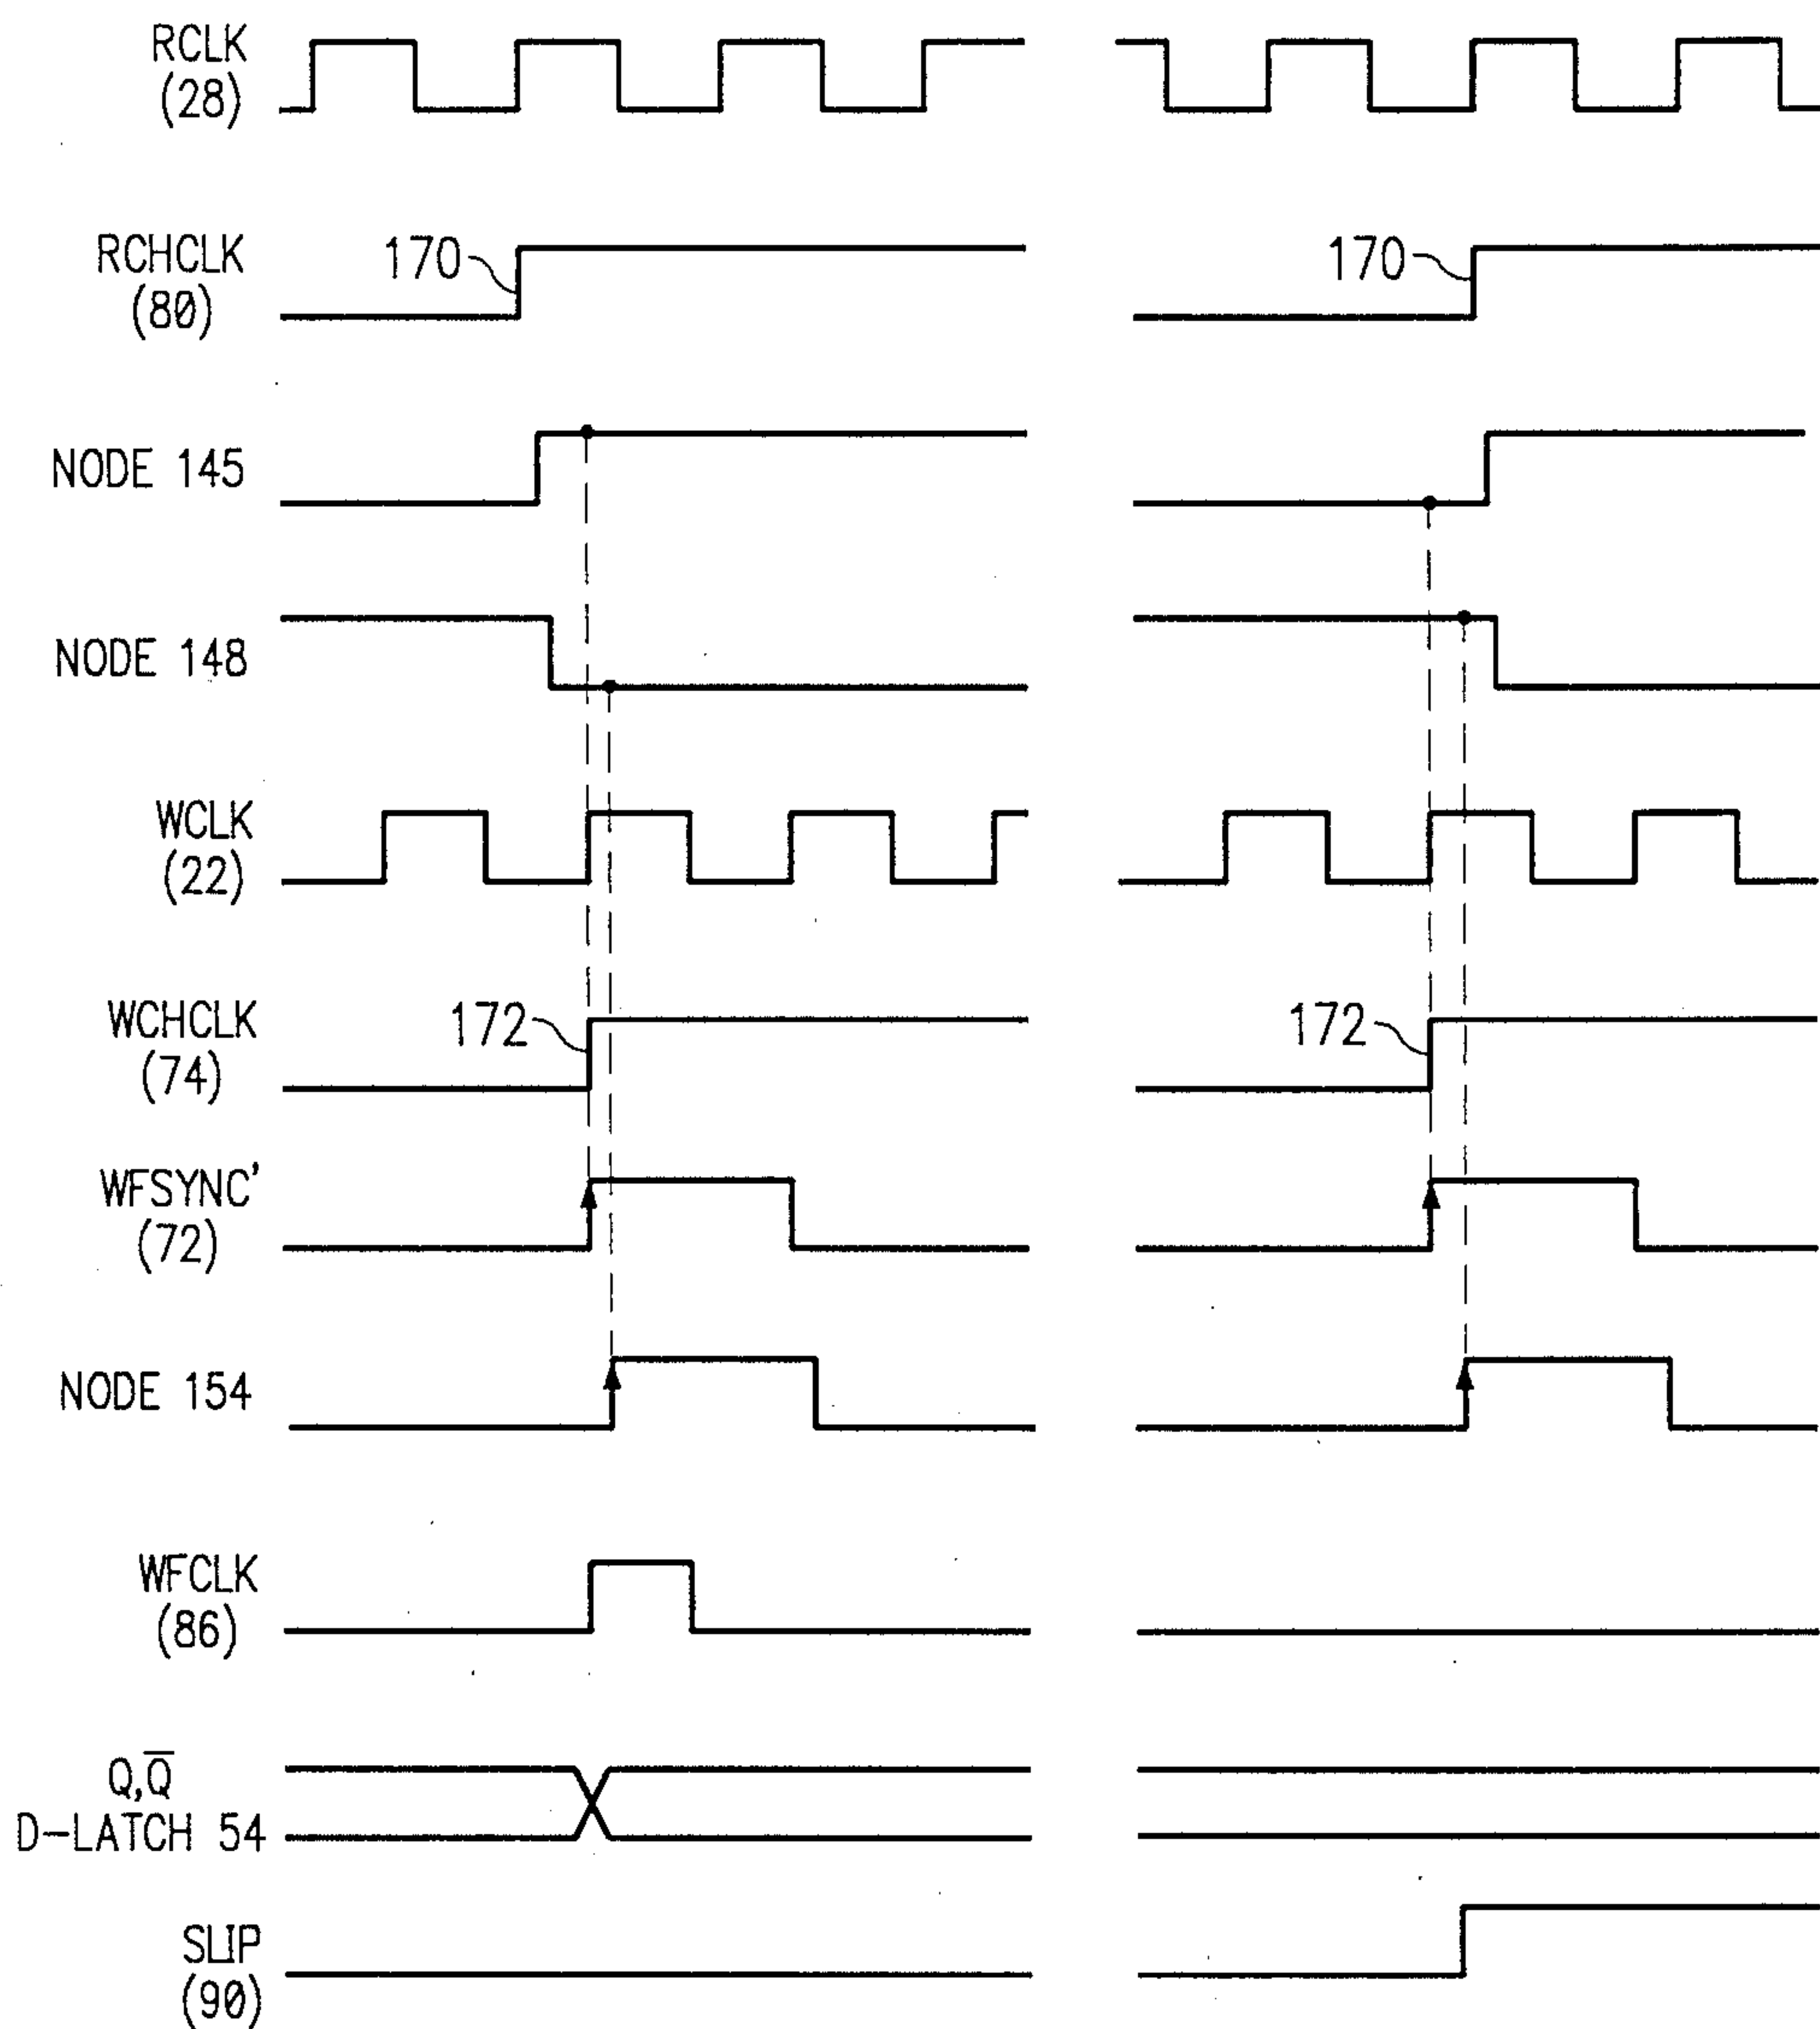 RCLK
(28)
RCHCLK
(80)
170
170
NODE 145
NODE 148
WCLK
(22)
WCHCLK
(74)
172
172
WFSYNC'
(72)
NODE 154
WFCLK
(86)
Q,Q̅
D-LATCH 54
SLIP
(90)